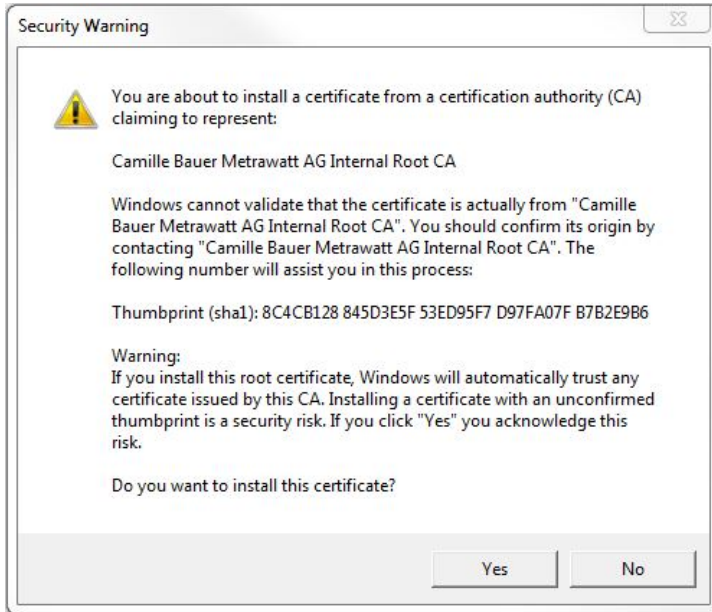 Security Warning
You are about to install a certificate from a certification authority (CA)
claiming to represent:
Camille Bauer Metrawatt AG Internal Root CA
Windows cannot validate that the certificate is actually from "Camille
Bauer Metrawatt AG Internal Root CA". You should confirm its origin by
contacting "Camille Bauer Metrawatt AG Internal Root CA". The
following number will assist you in this process:
Thumbprint (sha1): 8C4CB128 845D3E5F 53ED95F7 D97FA07F B7B2E9B6
Warning:
If you install this root certificate, Windows will automatically trust any
certificate issued by this CA. Installing a certificate with an unconfirmed
thumbprint is a security risk. If you click "Yes" you acknowledge this
risk.
Do you want to install this certificate?
Yes
No